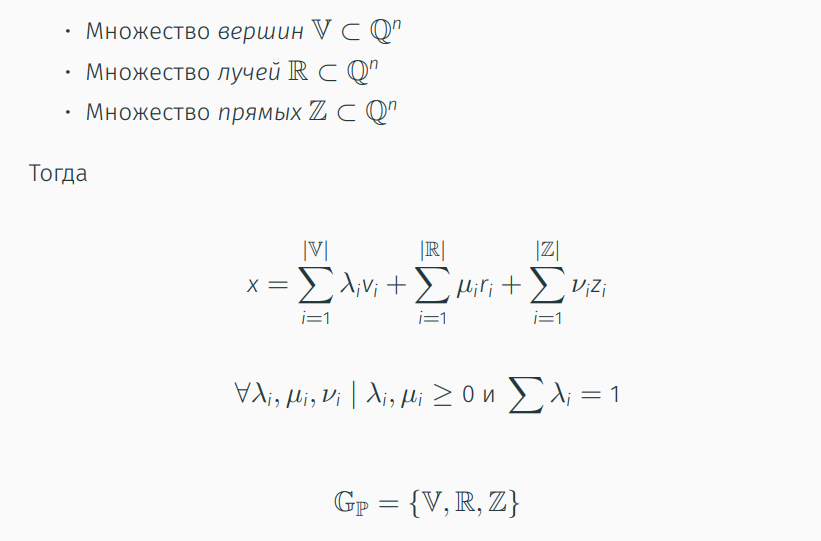 • Множество вершин 𝕍 ⊂ ℚⁿ
• Множество лучей ℝ ⊂ ℚⁿ
• Множество прямых ℤ ⊂ ℚⁿ
Тогда
x = ∑_{i=1}^{|𝕍|} λᵢvᵢ + ∑_{i=1}^{|ℝ|} μᵢrᵢ + ∑_{i=1}^{|ℤ|} νᵢzᵢ
∀λᵢ, μᵢ, νᵢ | λᵢ, μᵢ ≥ 0 и ∑ λᵢ = 1
𝔾_ℙ = {𝕍, ℝ, ℤ}